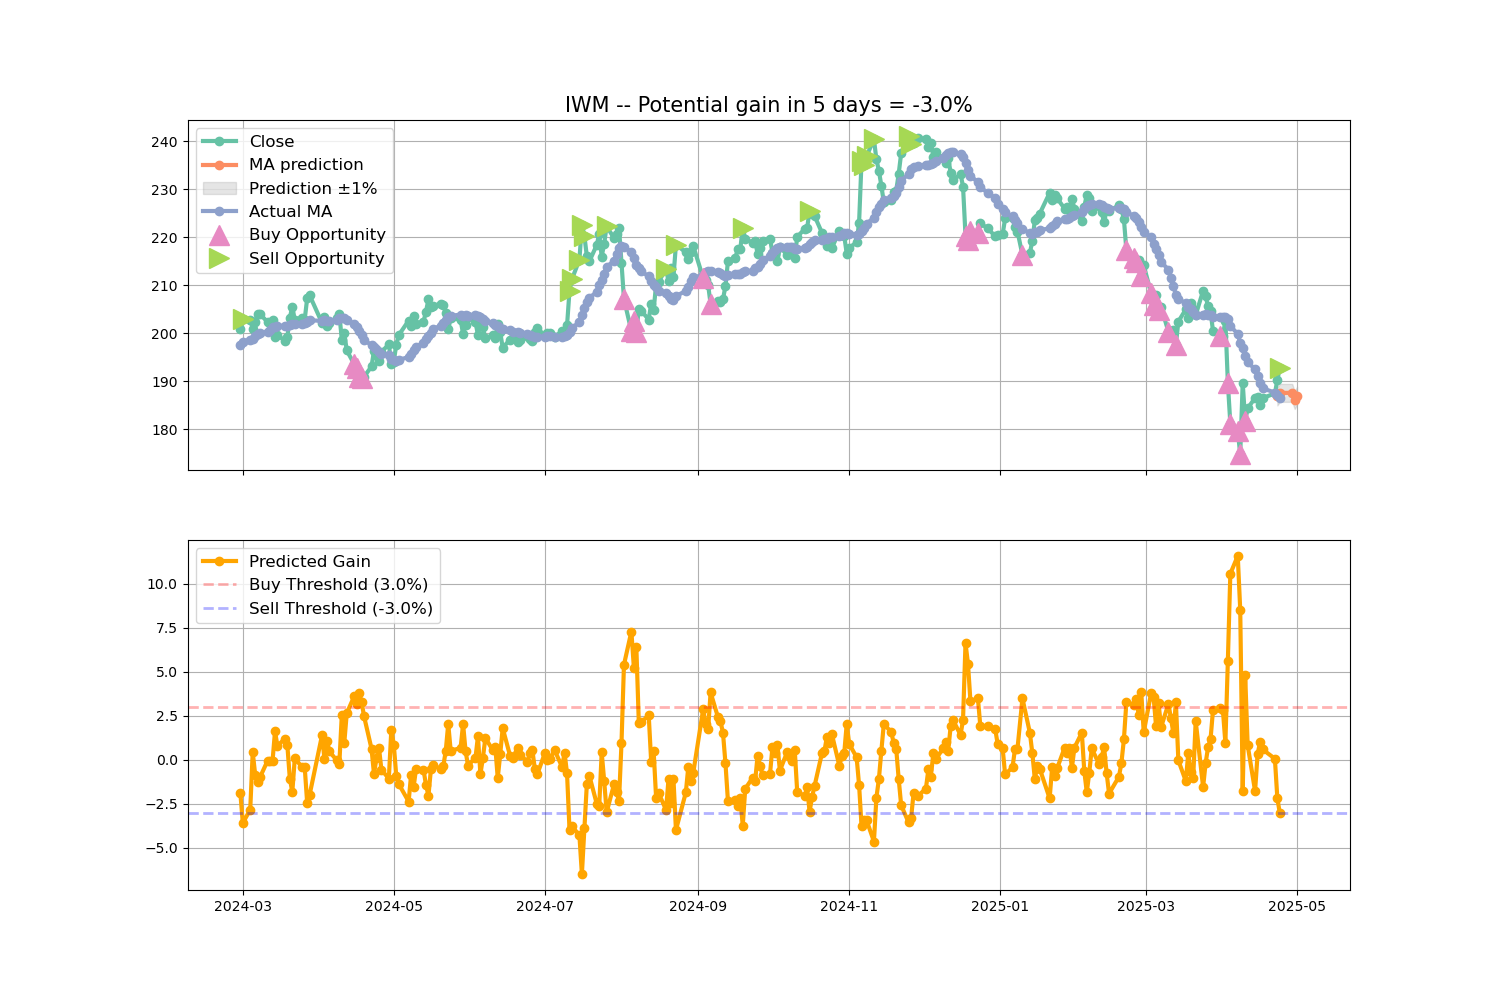 IWM -- Potential gain in 5 days = -3.0%
240
230
220
210
200
190
180
Close
MA prediction
Prediction ±1%
Actual MA
Buy Opportunity
Sell Opportunity
10.0
7.5
5.0
2.5
0.0
−2.5
−5.0
Predicted Gain
Buy Threshold (3.0%)
Sell Threshold (-3.0%)
2024-03
2024-05
2024-07
2024-09
2024-11
2025-01
2025-03
2025-05